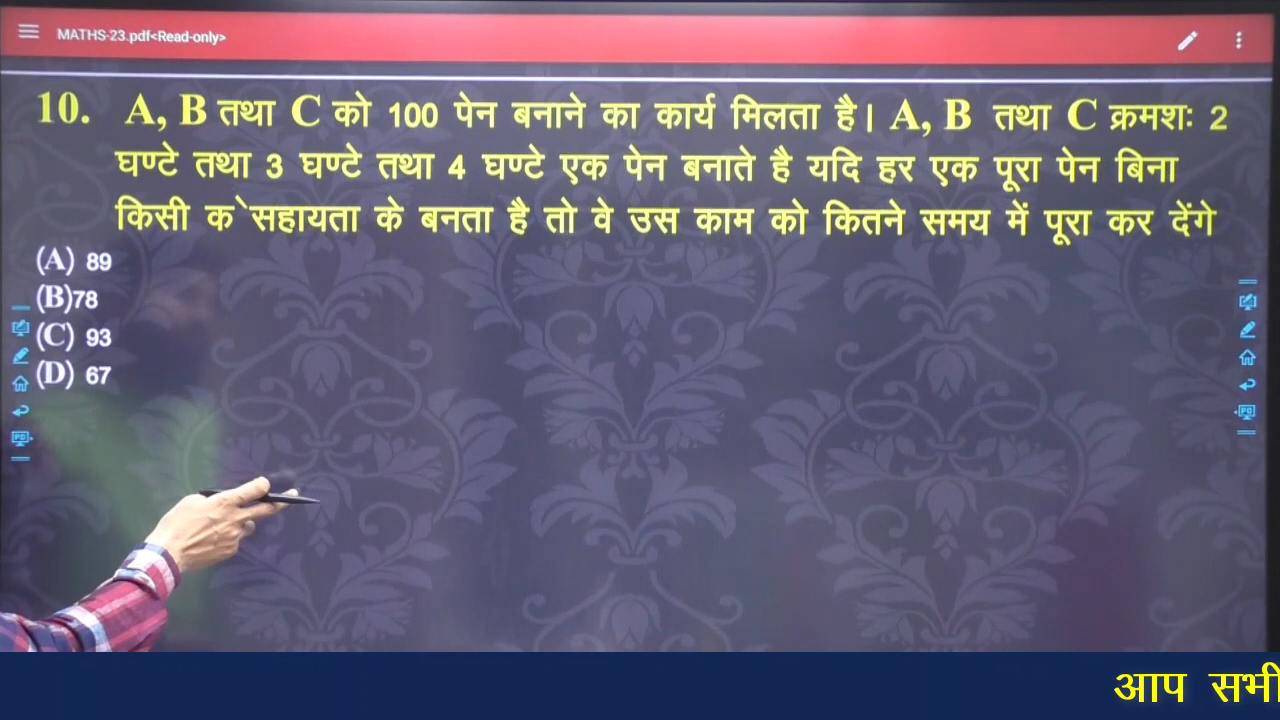 MATHS-23.pdf<Read-only>
10. A, B तथा C को 100 पेन बनाने का कार्य मिलता है। A, B तथा C क्रमशः 2
घण्टे तथा 3 घण्टे तथा 4 घण्टे एक पेन बनाते है यदि हर एक पूरा पेन बिना
किसी क े सहायता के बनता है तो वे उस काम को कितने समय में पूरा कर देंगे
(A) 89
(B)78
(C) 93
(D) 67
आप सभी